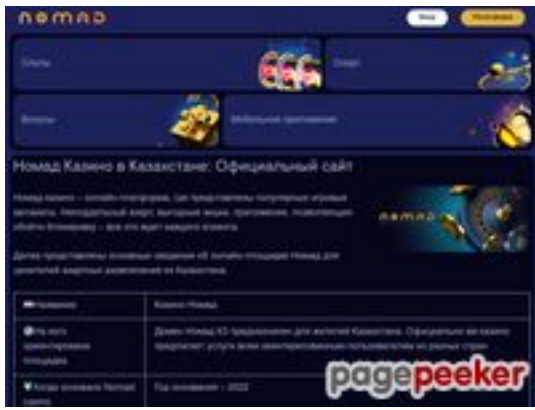 nomad
Вход Регистрация
Слоты
Спорт
Бонусы
Мобильное приложение
Номад Казино в Казахстане: Официальный сайт
Номад казино – онлайн-платформа, где представлены популярные игровые
автоматы. Неподдельный азарт, выгодные акции, приложение, позволяющее
обойти блокировку – все это ждет каждого клиента.
nomad
Далее представлены основные сведения об онлайн-площадке Номад для
ценителей азартных развлечений из Казахстана.
Название
Казино Номад
На кого
ориентирована
площадка
Домен Номад КЗ предназначен для жителей Казахстана. Официально же казино
предлагает услуги всем заинтересованным пользователям из разных стран
Когда основано Nomad
casino
Год основания – 2022
pagepeeker